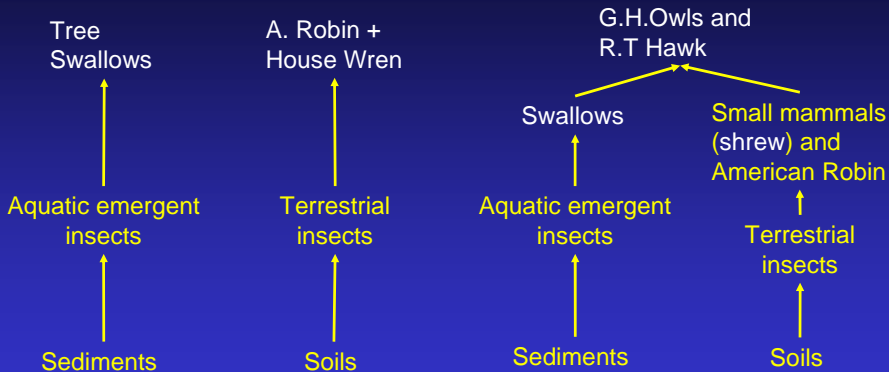 Tree
Swallows
A. Robin +
House Wren
G.H.Owls and
R.T Hawk
Swallows
Small mammals
(shrew) and
American Robin
Aquatic emergent
insects
Terrestrial
insects
Aquatic emergent
insects
Terrestrial
insects
Sediments
Soils
Sediments
Soils